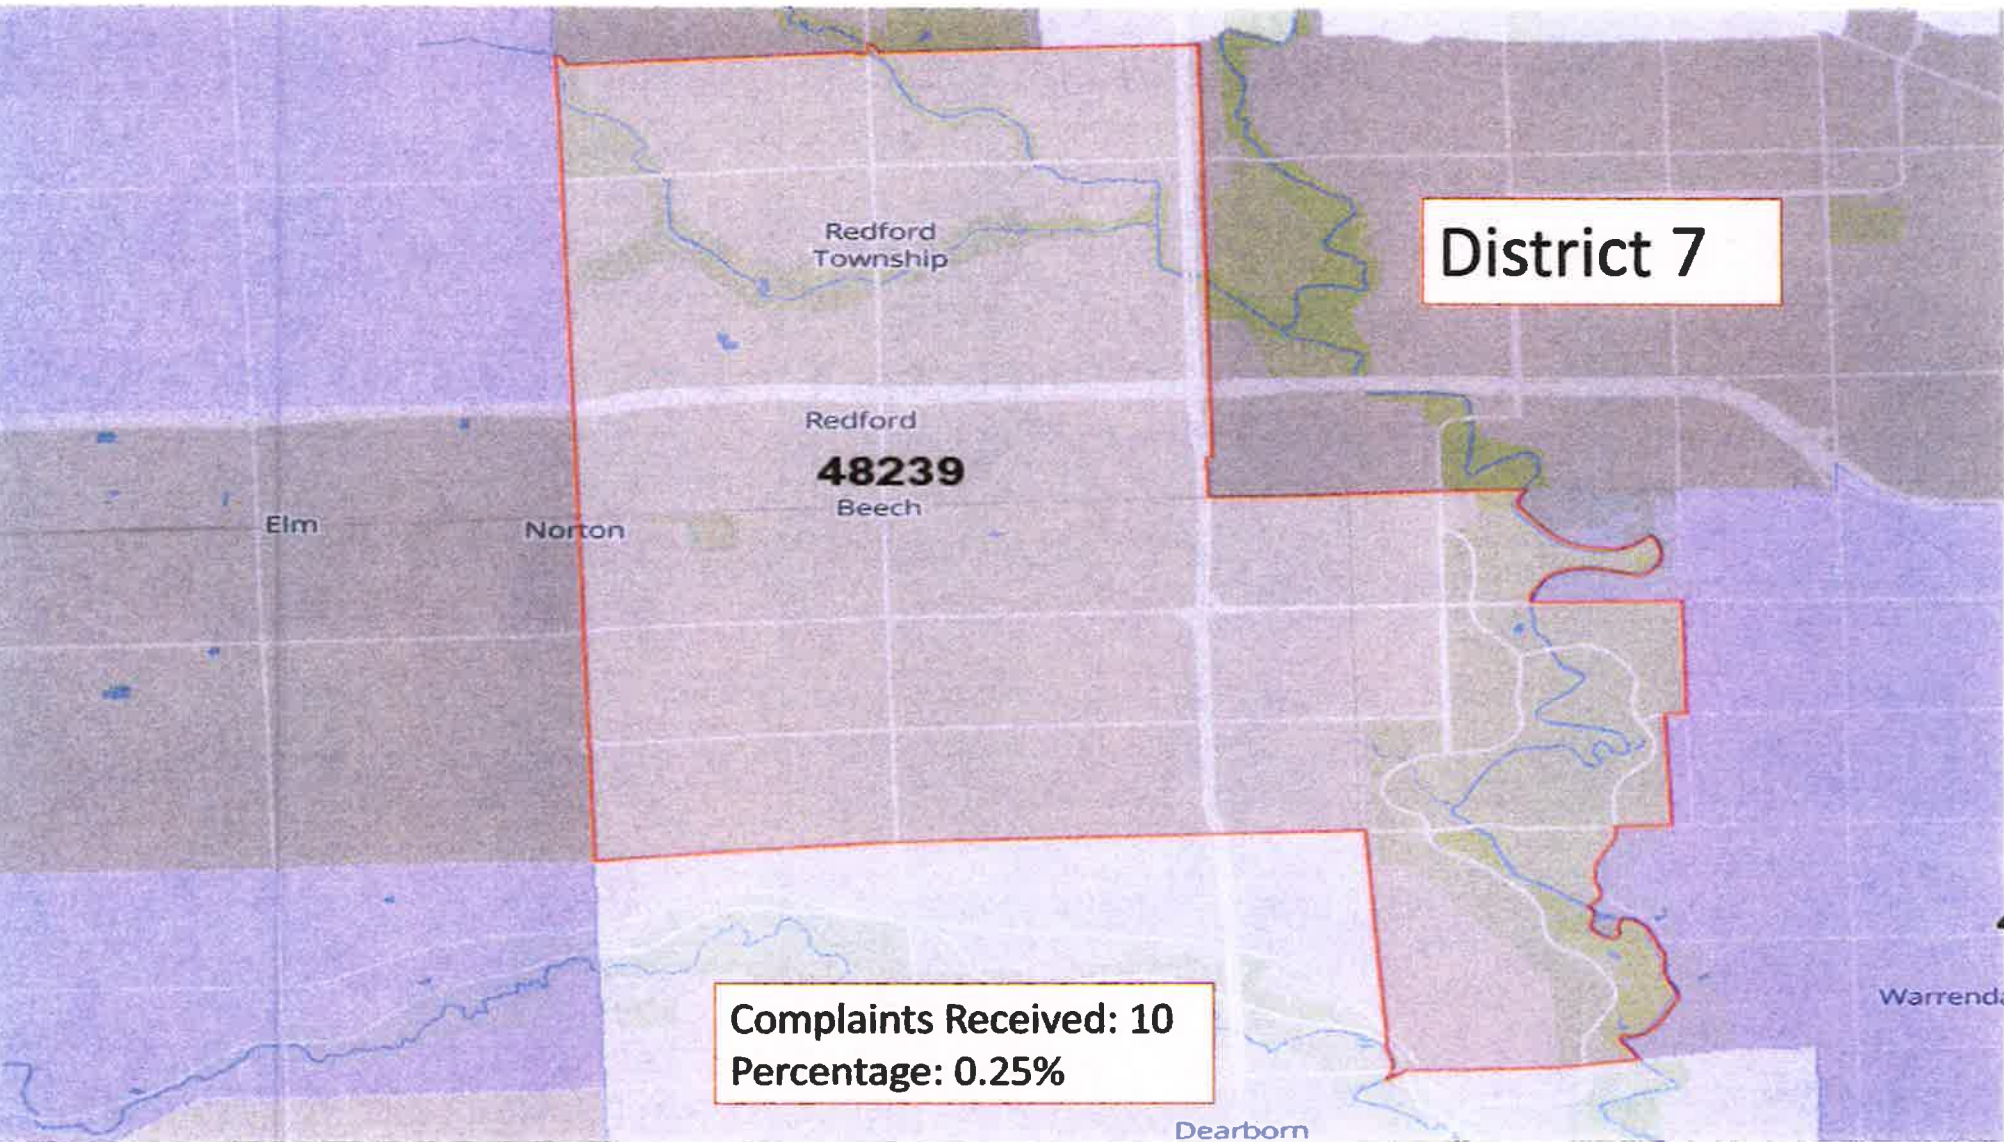 Redford
Township
District 7
Redford
48239
Beech
Elm
Norton
Complaints Received: 10
Percentage: 0.25%
Dearborn